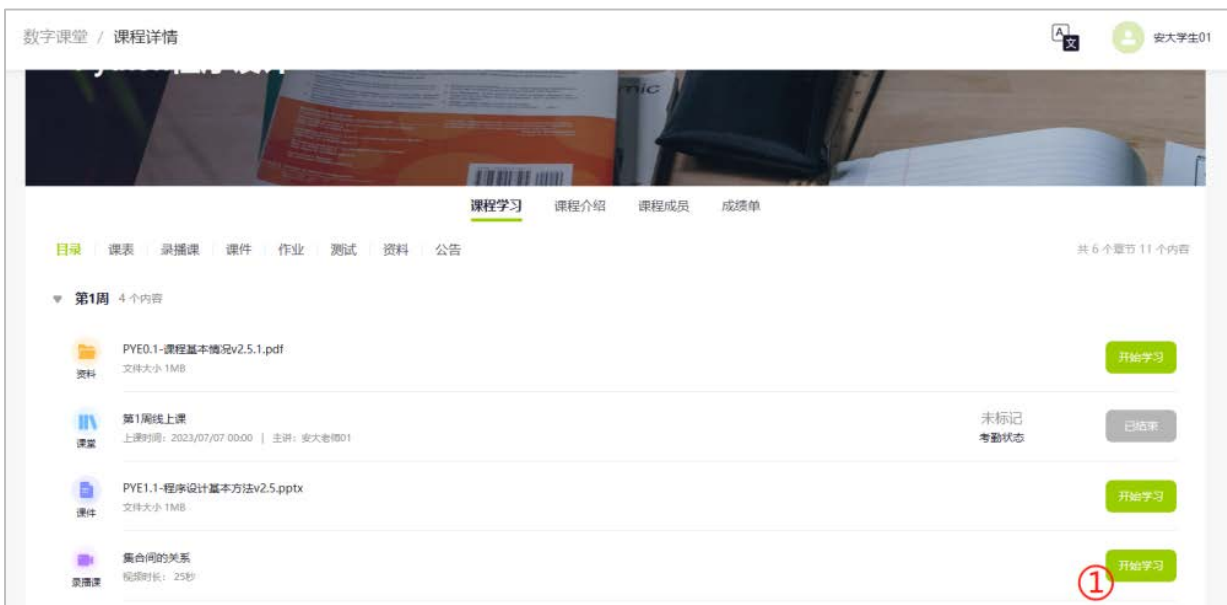 数字课堂 / 课程详情
A文
安大学生01
mic
课程学习 课程介绍 课程成员 成绩单
目录 课表 录播课 课件 作业 测试 资料 公告
共 6 个章节 11 个内容
第1周 4 个内容
PYE0.1-课程基本情况v2.5.1.pdf
资料 文件大小 1MB
开始学习
第1周线上课
课堂 上课时间：2023/07/07 00:00 | 主讲：安大老师01
未标记
考勤状态
已结束
PYE1.1-程序设计基本方法v2.5.pptx
课件 文件大小 1MB
开始学习
集合间的关系
录播课 视频时长： 25秒
开始学习
①